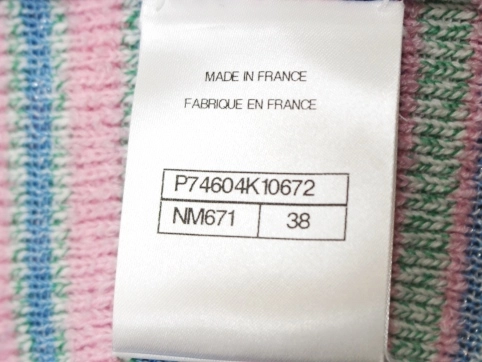 MADE IN FRANCE
FABRIQUE EN FRANCE
P74604K10672
NM671 38